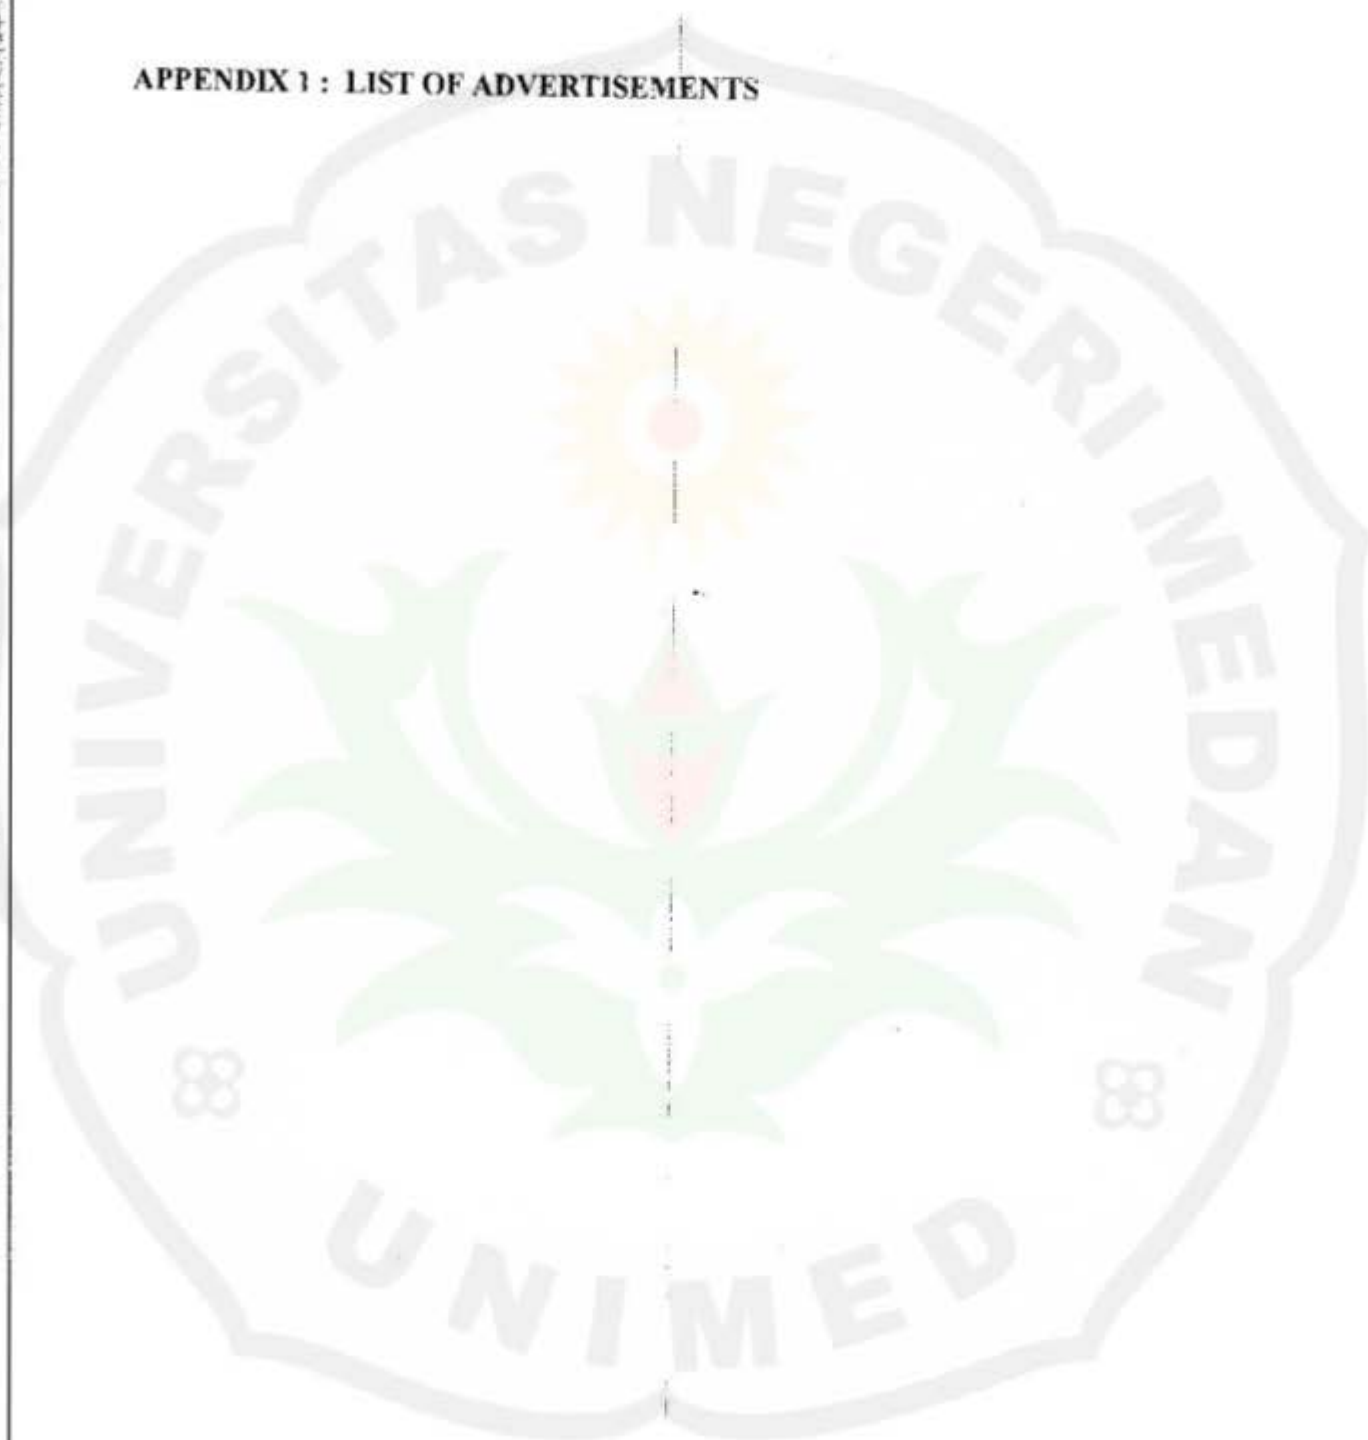 APPENDIX 1 : LIST OF ADVERTISEMENTS
UNIVERSITAS NEGERI MEDAN
UNIMED